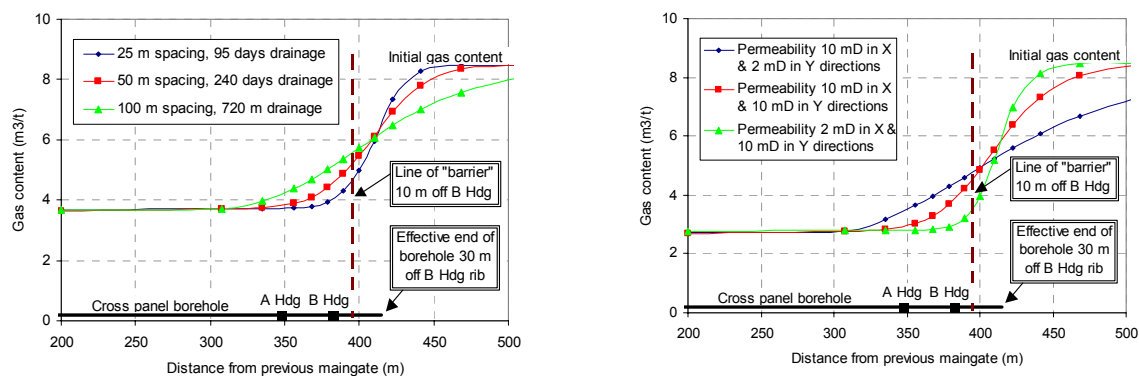 10
8
6
4
2
0
Gas content (m3/t)
25 m spacing, 95 days drainage
50 m spacing, 240 days drainage
100 m spacing, 720 m drainage
Initial gas content
Line of "barrier"
10 m off B Hdg
Effective end of
borehole 30 m
off B Hdg rib
A Hdg
B Hdg
Cross panel borehole
200
250
300
350
400
450
500
Distance from previous maingate (m)
10
8
6
4
2
0
Gas content (m3/t)
Permeability 10 mD in X
& 2 mD in Y directions
Permeability 10 mD in X
& 10 mD in Y directions
Permeability 2 mD in X &
10 mD in Y directions
Initial gas content
Line of "barrier"
10 m off B Hdg
Effective end of
borehole 30 m
off B Hdg rib
A Hdg
B Hdg
Cross panel borehole
200
250
300
350
400
450
500
Distance from previous maingate (m)